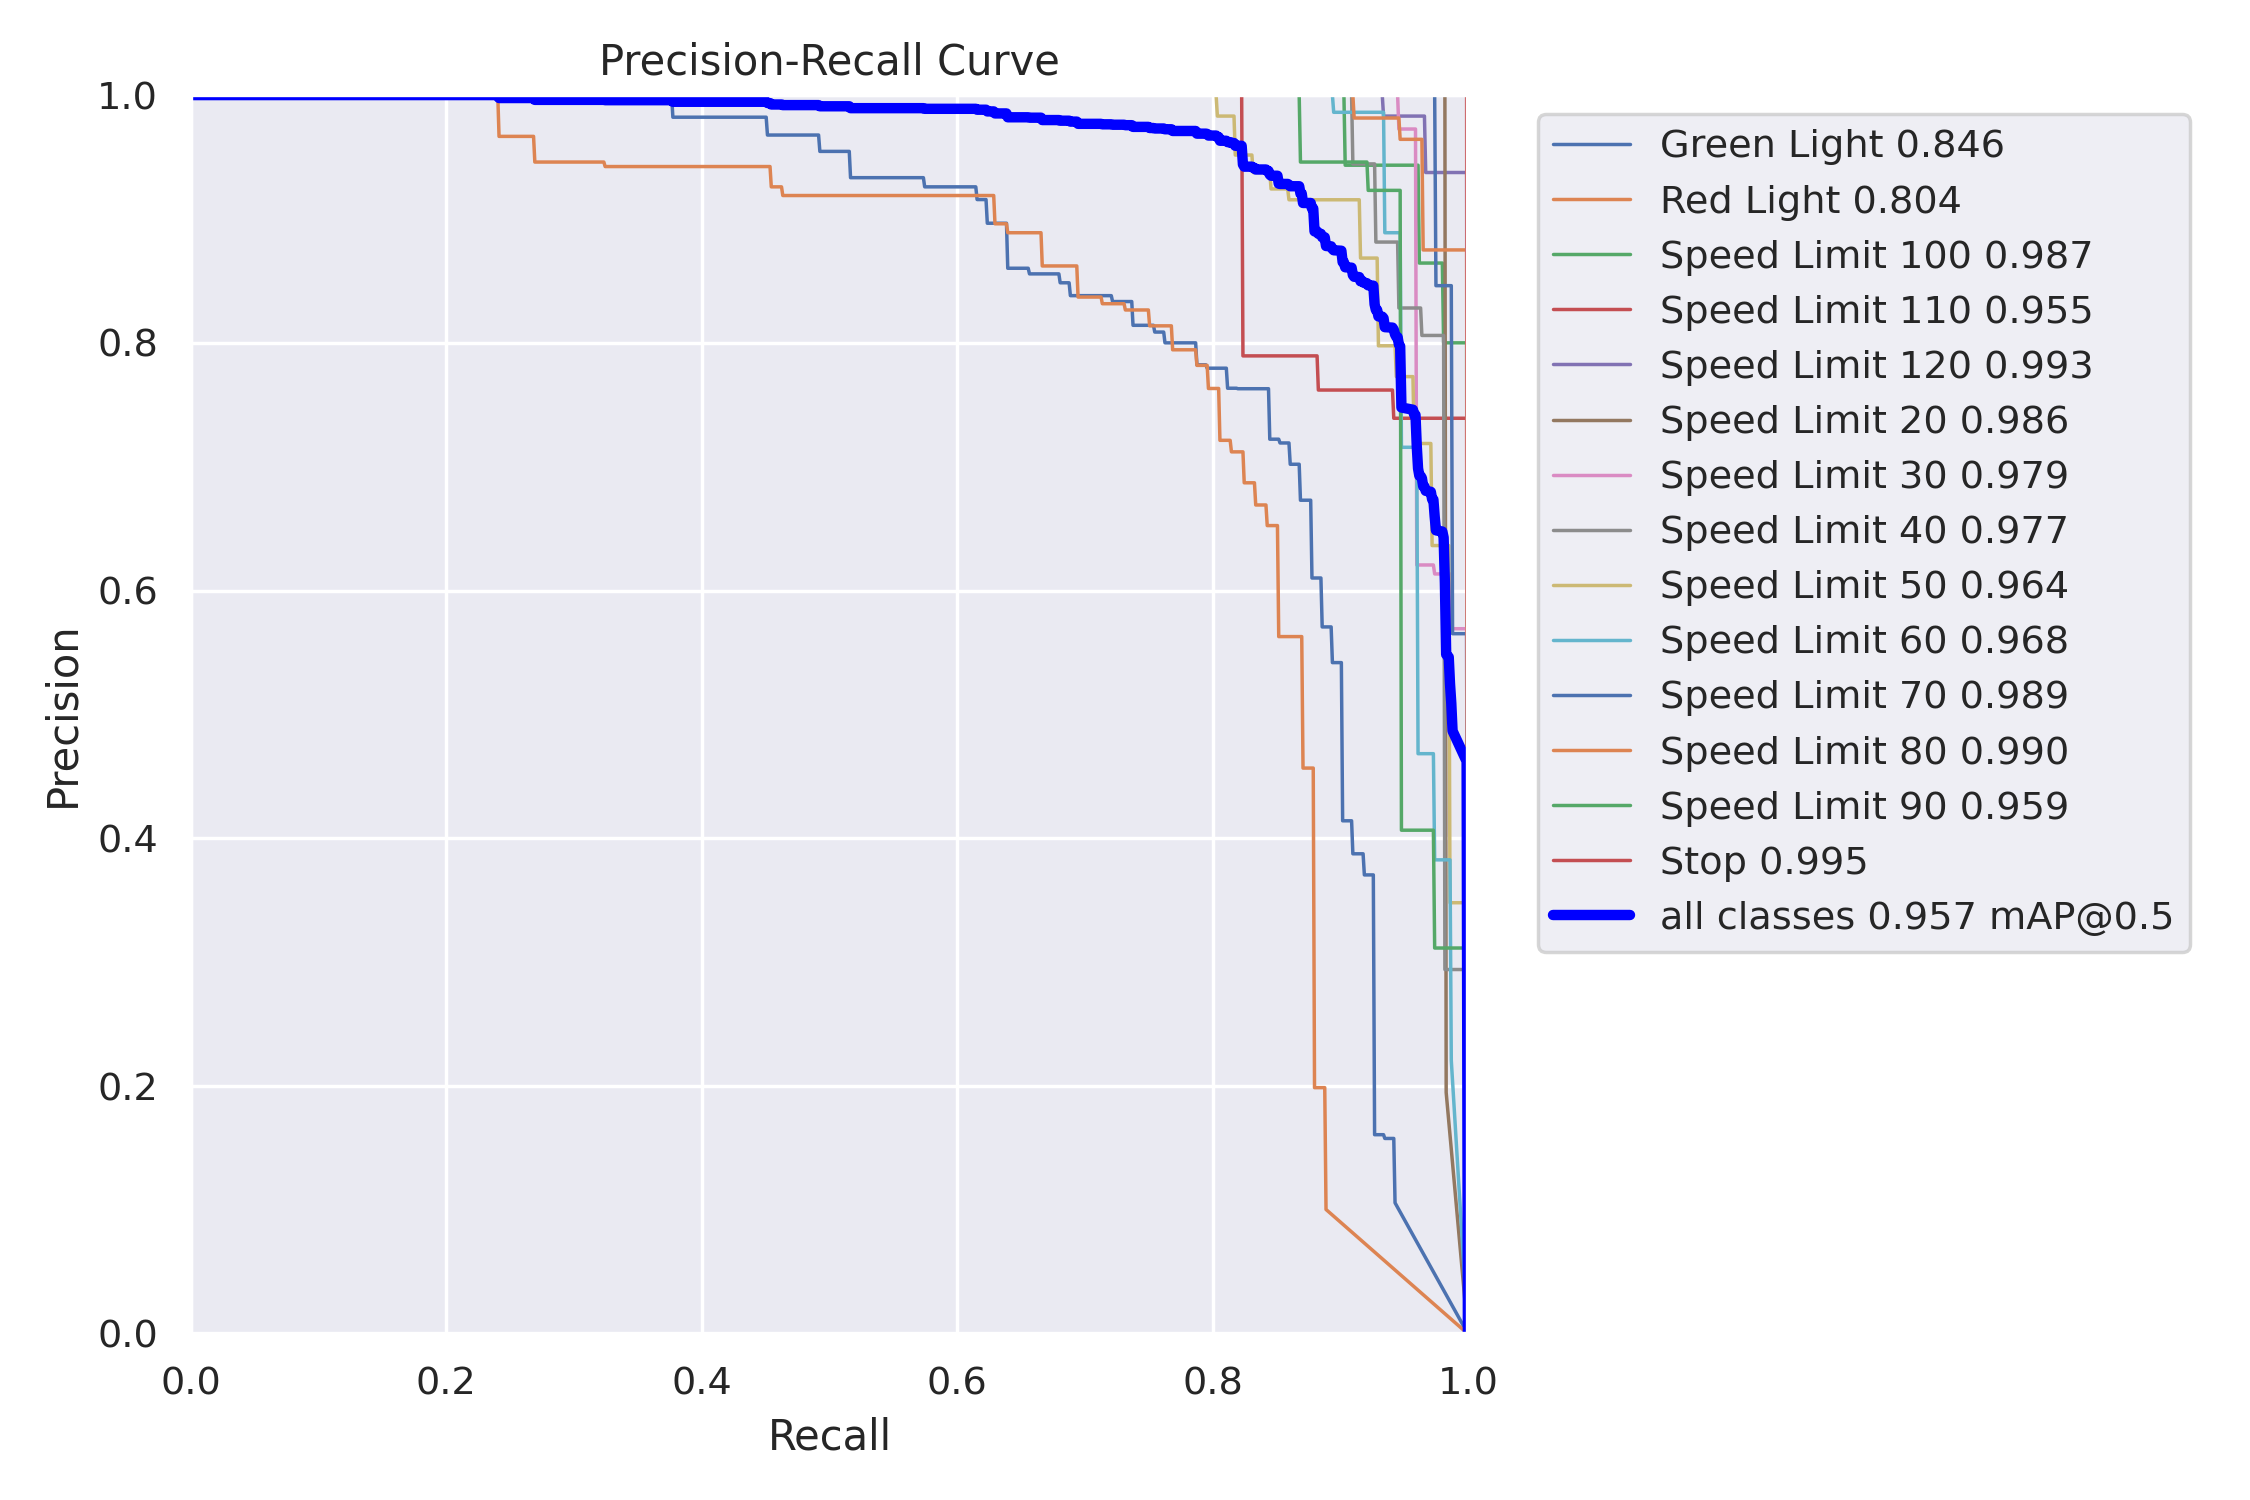 Precision-Recall Curve
1.0
0.8
0.6
0.4
0.2
0.0
Precision
0.0 0.2 0.4 0.6 0.8 1.0
Recall
Green Light 0.846
Red Light 0.804
Speed Limit 100 0.987
Speed Limit 110 0.955
Speed Limit 120 0.993
Speed Limit 20 0.986
Speed Limit 30 0.979
Speed Limit 40 0.977
Speed Limit 50 0.964
Speed Limit 60 0.968
Speed Limit 70 0.989
Speed Limit 80 0.990
Speed Limit 90 0.959
Stop 0.995
all classes 0.957 mAP@0.5